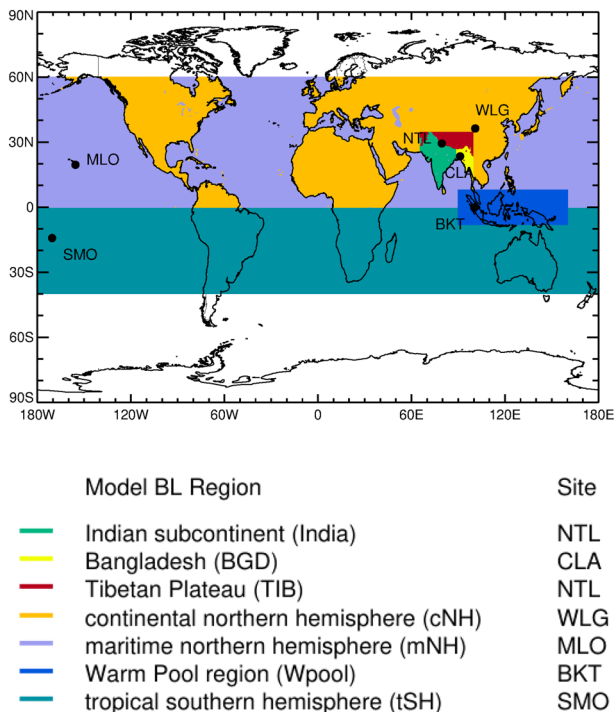 90N
60N
WLG
30N
NTL
MLO
CLA
0
BKT
SMO
30S
60S
90S
180W 120W 60W 0 60E 120E 180E
Model BL Region Site
Indian subcontinent (India) NTL
Bangladesh (BGD) CLA
Tibetan Plateau (TIB) NTL
continental northern hemisphere (cNH) WLG
maritime northern hemisphere (mNH) MLO
Warm Pool region (Wpool) BKT
tropical southern hemisphere (tSH) SMO